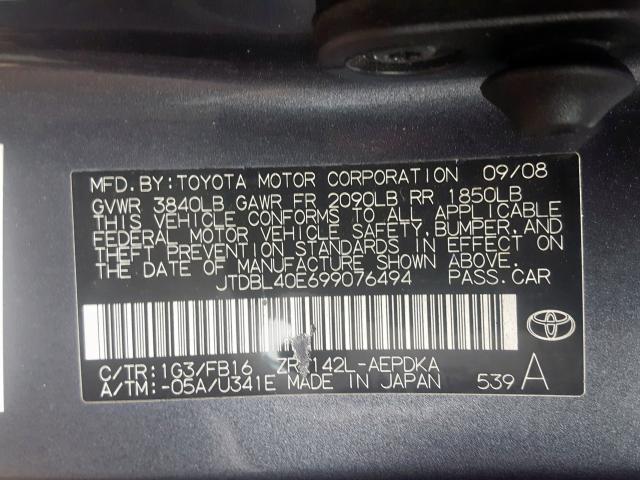 MFD.BY:TOYOTA MOTOR CORPORATION 09/08
GVWR 3840LB GAWR FR 2090LB RR 1850LB
THIS VEHICLE CONFORMS TO ALL APPLICABLE
FEDERAL MOTOR VEHICLE SAFETY,BUMPER,AND
THEFT PREVENTION STANDARDS IN EFFECT ON
THE DATE OF MANUFACTURE SHOWN ABOVE.
JTDBL40E699076494 PASS.CAR
C/TR:1G3/FB16 142L-AEPDKA
A/TM:-05A/U341E MADE IN JAPAN 539 A